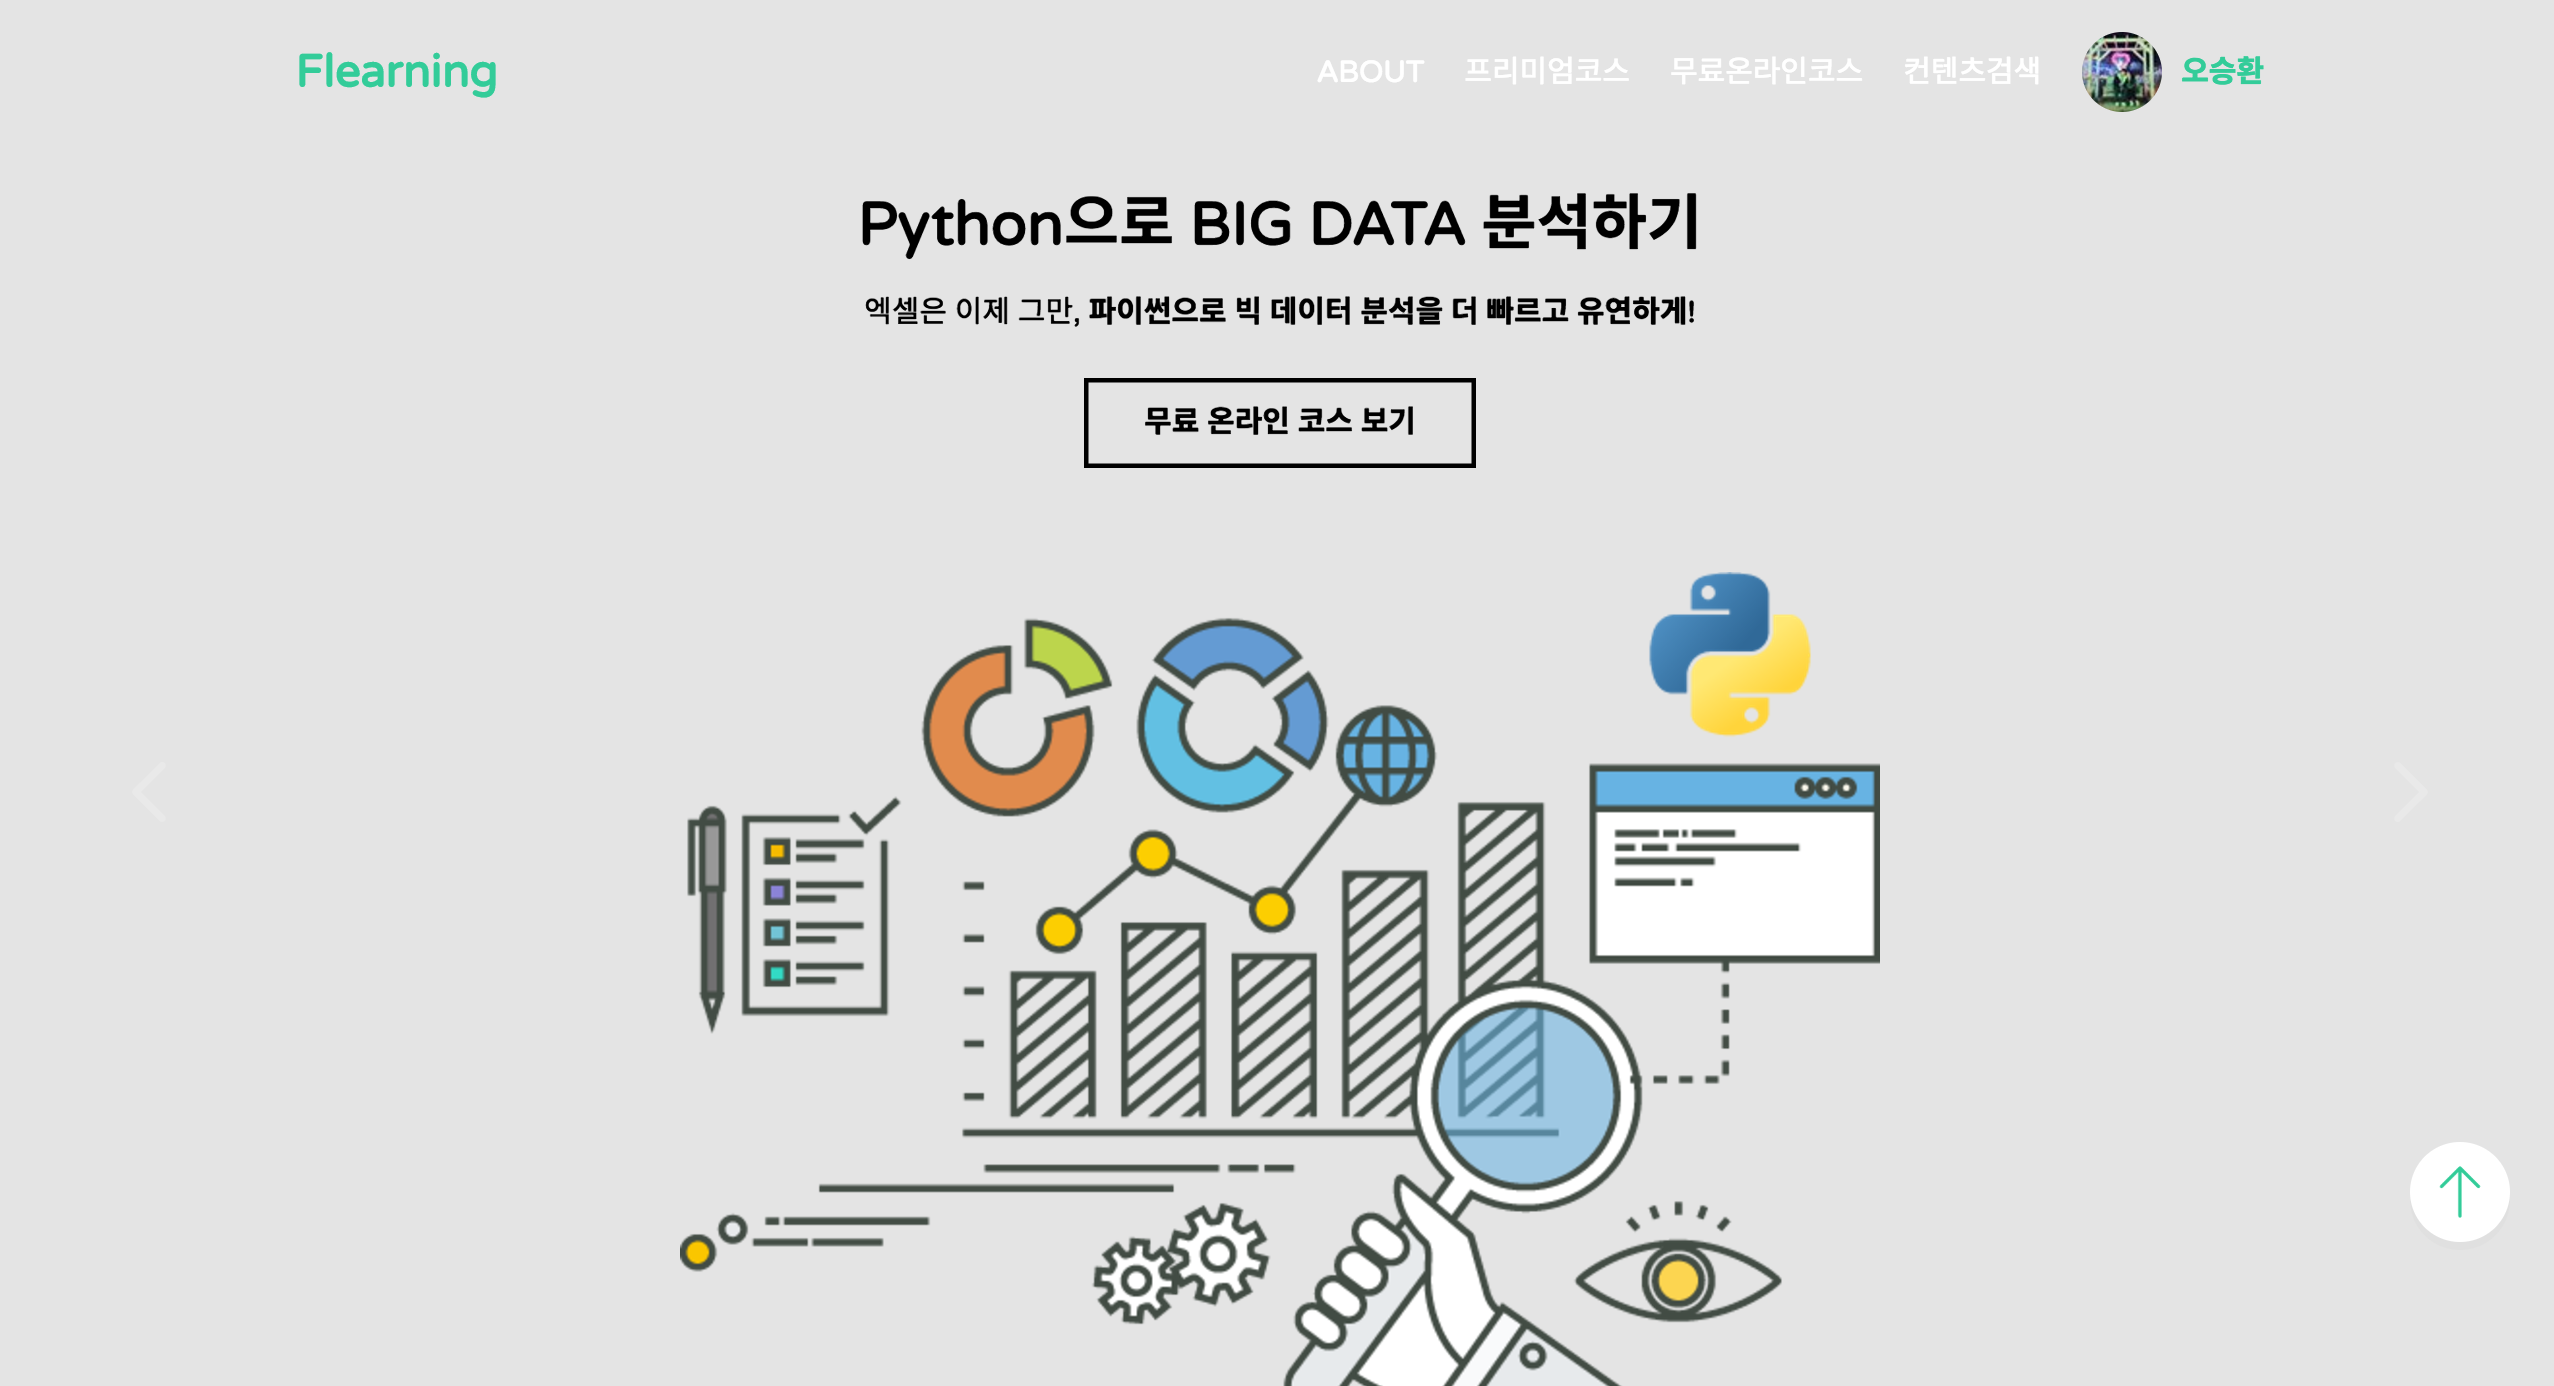 Flearning
ABOUT 프리미엄코스 무료온라인코스 컨텐츠검색 오승환
Python으로 BIG DATA 분석하기
엑셀은 이제 그만, 파이썬으로 빅 데이터 분석을 더 빠르고 유연하게!
무료 온라인 코스 보기